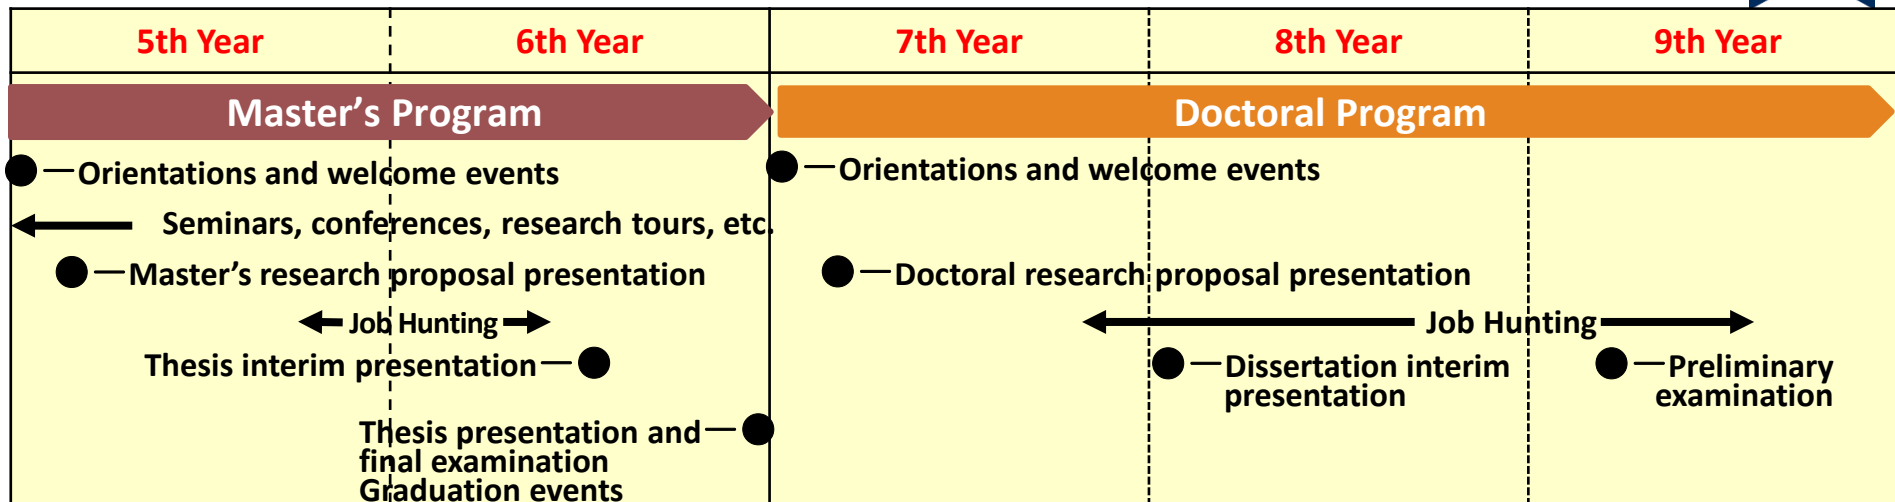 5th Year 6th Year 7th Year 8th Year 9th Year
Master's Program Doctoral Program
Orientations and welcome events Orientations and welcome events
Seminars, conferences, research tours, etc.
Master's research proposal presentation Doctoral research proposal presentation
Job Hunting Job Hunting
Thesis interim presentation Dissertation interim Preliminary
presentation examination
Thesis presentation and
final examination
Graduation events